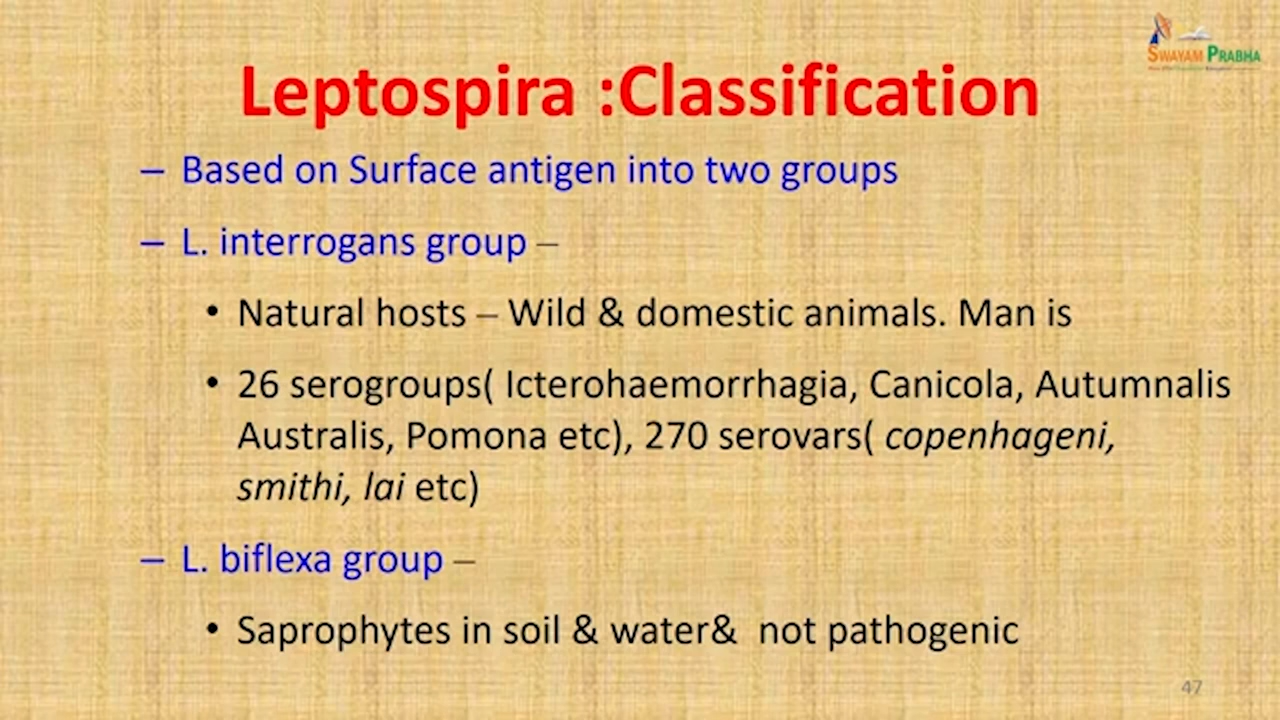 SWAYAM PRABHA
Leptospira :Classification
– Based on Surface antigen into two groups
– L. interrogans group –
• Natural hosts – Wild & domestic animals. Man is
• 26 serogroups( Icterohaemorrhagia, Canicola, Autumnalis
Australis, Pomona etc), 270 serovars( copenhageni,
smithi, lai etc)
– L. biflexa group –
• Saprophytes in soil & water&  not pathogenic
47